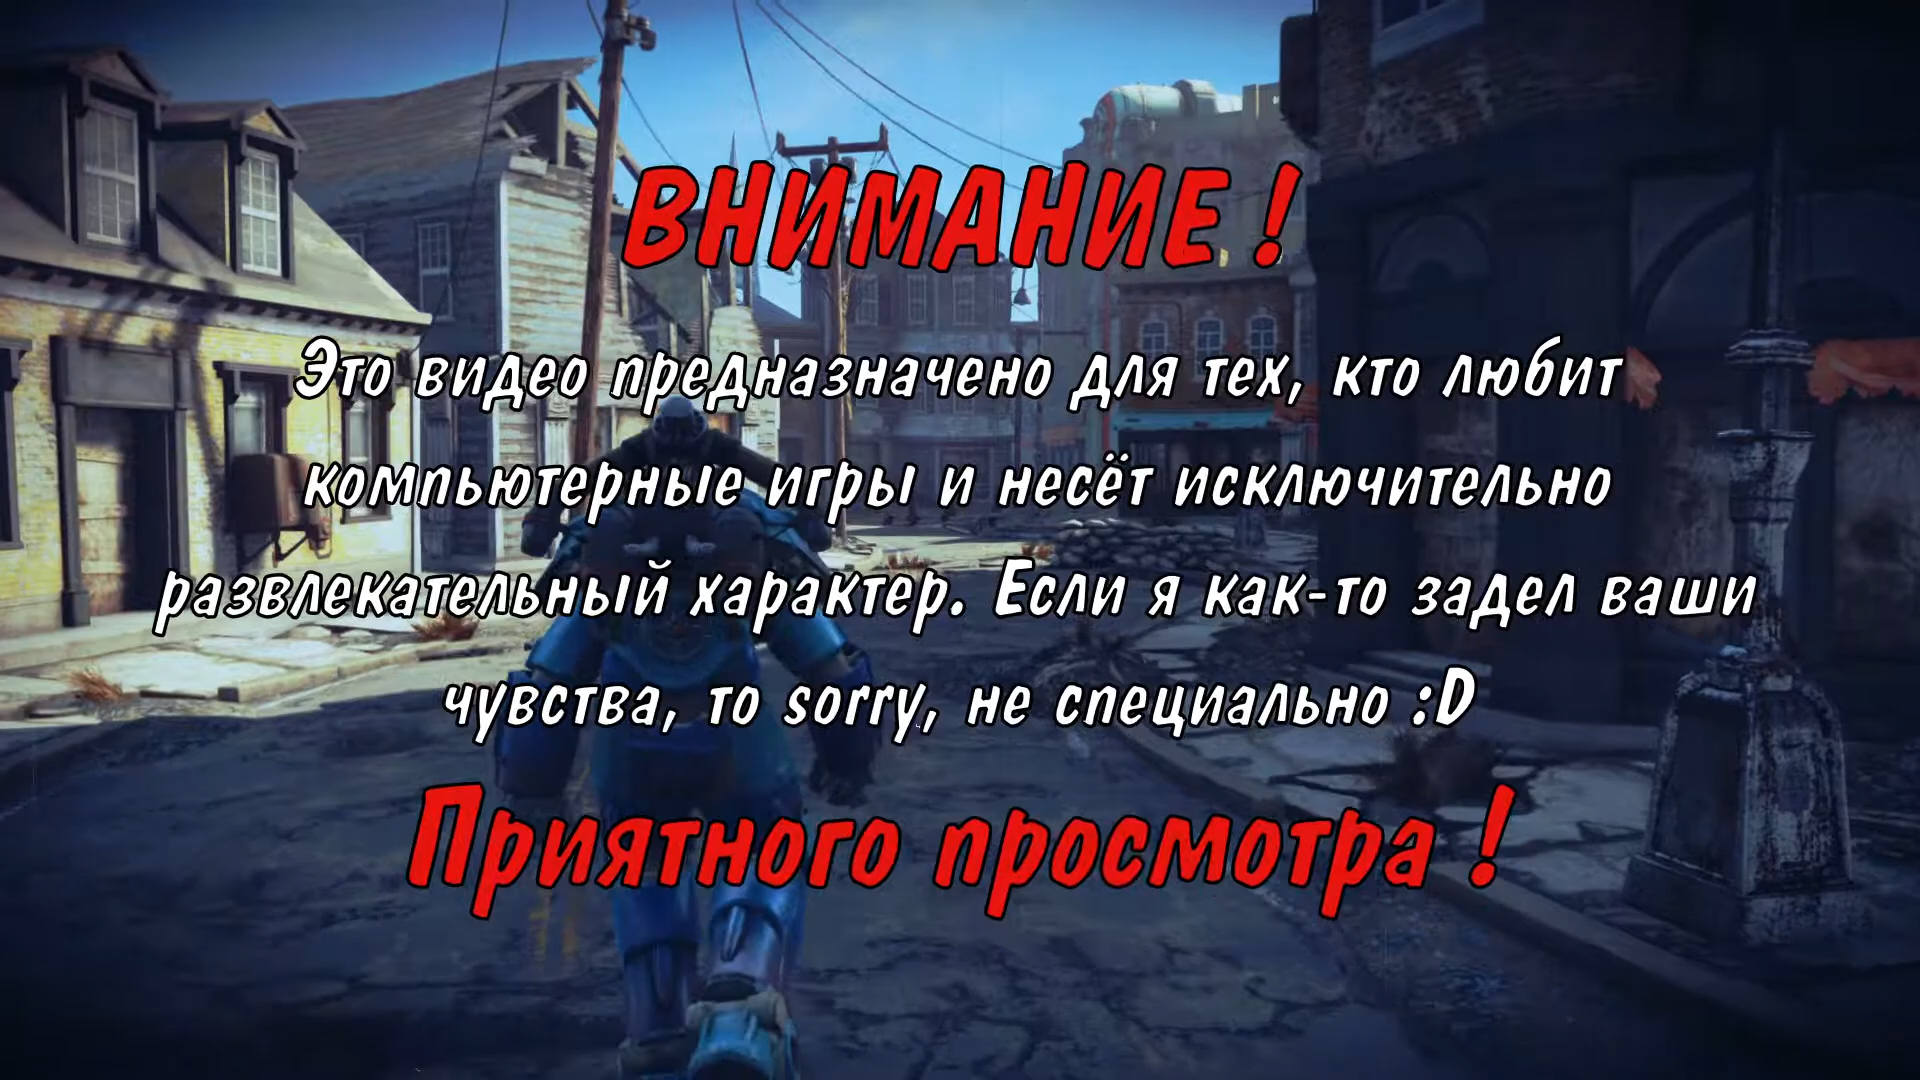 ВНИМАНИЕ !
Это видео предназначено для тех, кто любит
компьютерные игры и несёт исключительно
развлекательный характер. Если я как-то задел ваши
чувства, то sorry, не специально :D
Приятного просмотра !